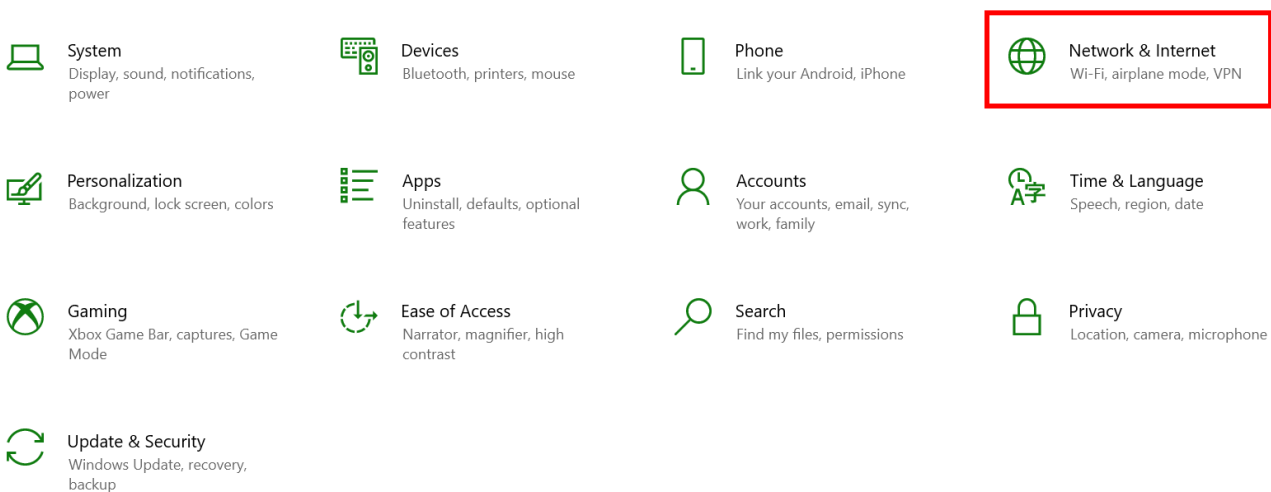 System
Display, sound, notifications,
power
Devices
Bluetooth, printers, mouse
Phone
Link your Android, iPhone
Network & Internet
Wi-Fi, airplane mode, VPN
Personalization
Background, lock screen, colors
Apps
Uninstall, defaults, optional
features
Accounts
Your accounts, email, sync,
work, family
A字
Time & Language
Speech, region, date
Gaming
Xbox Game Bar, captures, Game
Mode
Ease of Access
Narrator, magnifier, high
contrast
Search
Find my files, permissions
Privacy
Location, camera, microphone
Update & Security
Windows Update, recovery,
backup